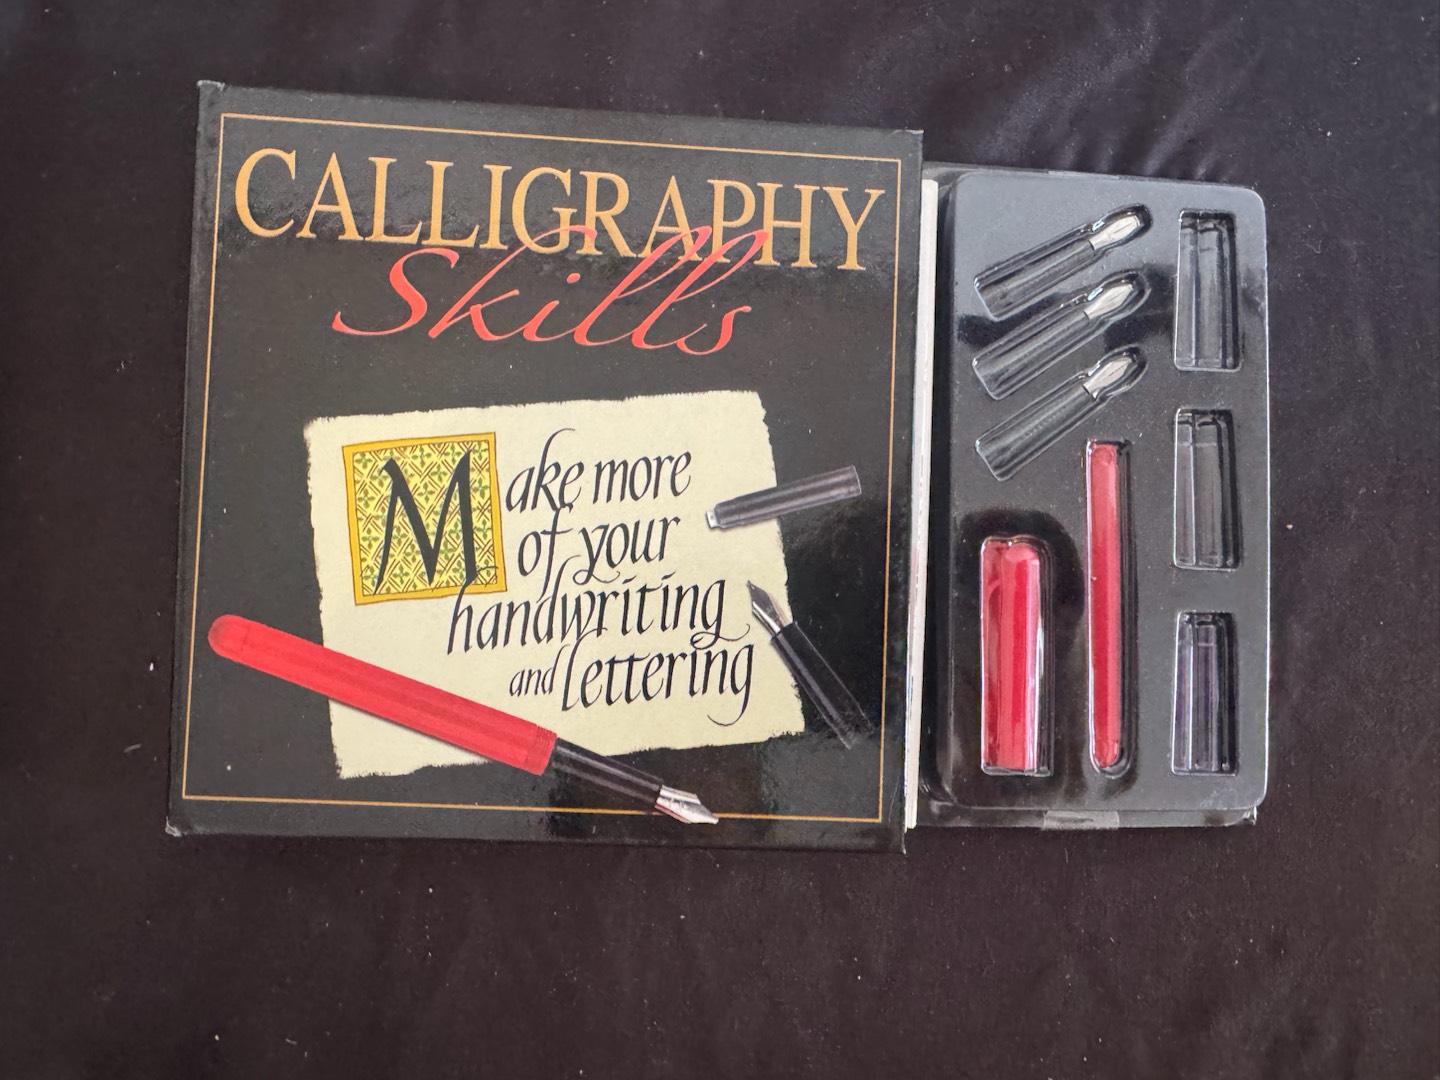 CALLIGRAPHY
Skills
Make more
of your
handwriting
and lettering